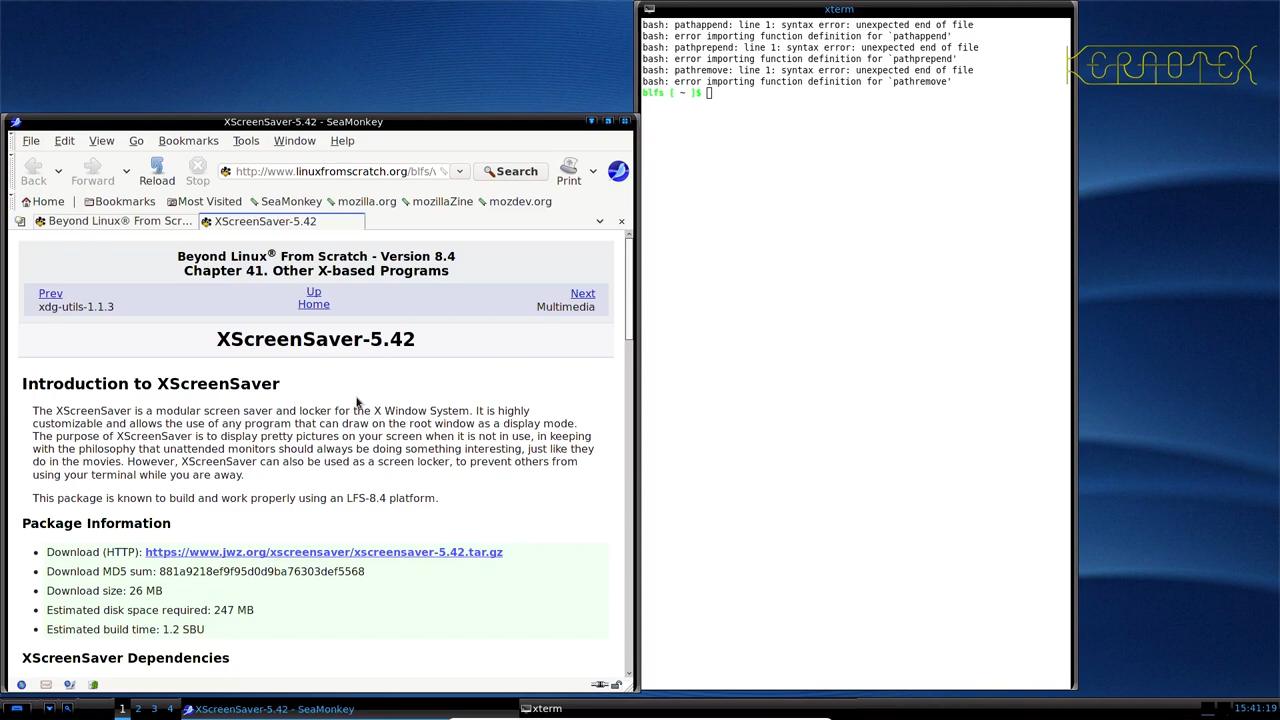 xterm
bash: pathappend: line 1: syntax error: unexpected end of file
bash: error importing function definition for `pathappend'
bash: pathprepend: line 1: syntax error: unexpected end of file
bash: error importing function definition for `pathprepend'
bash: pathremove: line 1: syntax error: unexpected end of file
bash: error importing function definition for `pathremove'
blfs [ ~ ]$
KERNOTEX
XScreenSaver-5.42 - SeaMonkey
File Edit View Go Bookmarks Tools Window Help
Back Forward Reload Stop http://www.linuxfromscratch.org/blfs/ Search Print
Home Bookmarks Most Visited SeaMonkey mozilla.org mozillaZine mozdev.org
Beyond Linux® From Scr... XScreenSaver-5.42
Beyond Linux® From Scratch - Version 8.4
Chapter 41. Other X-based Programs
Prev Up Next
xdg-utils-1.1.3 Home Multimedia
XScreenSaver-5.42
Introduction to XScreenSaver
The XScreenSaver is a modular screen saver and locker for the X Window System. It is highly
customizable and allows the use of any program that can draw on the root window as a display mode.
The purpose of XScreenSaver is to display pretty pictures on your screen when it is not in use, in keeping
with the philosophy that unattended monitors should always be doing something interesting, just like they
do in the movies. However, XScreenSaver can also be used as a screen locker, to prevent others from
using your terminal while you are away.
This package is known to build and work properly using an LFS-8.4 platform.
Package Information
• Download (HTTP): https://www.jwz.org/xscreensaver/xscreensaver-5.42.tar.gz
• Download MD5 sum: 881a9218ef9f95d0d9ba76303def5568
• Download size: 26 MB
• Estimated disk space required: 247 MB
• Estimated build time: 1.2 SBU
XScreenSaver Dependencies
1 2 3 4 XScreenSaver-5.42 - SeaMonkey xterm 15:41:19